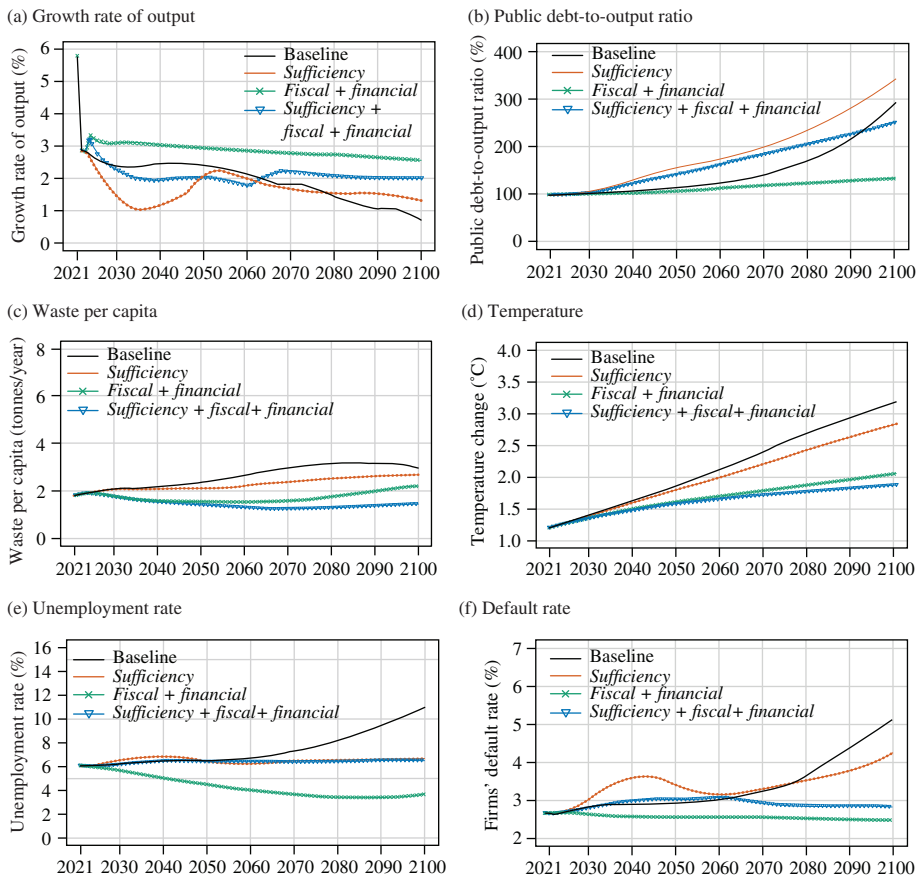 (a) Growth rate of output
Growth rate of output (%)
6
5
4
3
2
1
0
Baseline
Sufficiency
Fiscal + financial
Sufficiency +
fiscal + financial
2021 2030 2040 2050 2060 2070 2080 2090 2100
(b) Public debt-to-output ratio
Public debt-to-output ratio (%)
400
300
200
100
0
Baseline
Sufficiency
Fiscal + financial
Sufficiency + fiscal + financial
2021 2030 2040 2050 2060 2070 2080 2090 2100
(c) Waste per capita
Waste per capita (tonnes/year)
8
6
4
2
0
Baseline
Sufficiency
Fiscal + financial
Sufficiency + fiscal+ financial
2021 2030 2040 2050 2060 2070 2080 2090 2100
(d) Temperature
Temperature change (°C)
4.0
3.5
3.0
2.5
2.0
1.5
1.0
Baseline
Sufficiency
Fiscal + financial
Sufficiency + fiscal+ financial
2021 2030 2040 2050 2060 2070 2080 2090 2100
(e) Unemployment rate
Unemployment rate (%)
16
14
12
10
8
6
4
2
0
Baseline
Sufficiency
Fiscal + financial
Sufficiency + fiscal+ financial
2021 2030 2040 2050 2060 2070 2080 2090 2100
(f) Default rate
Firms' default rate (%)
7
6
5
4
3
2
Baseline
Sufficiency
Fiscal + financial
Sufficiency + fiscal+ financial
2021 2030 2040 2050 2060 2070 2080 2090 2100